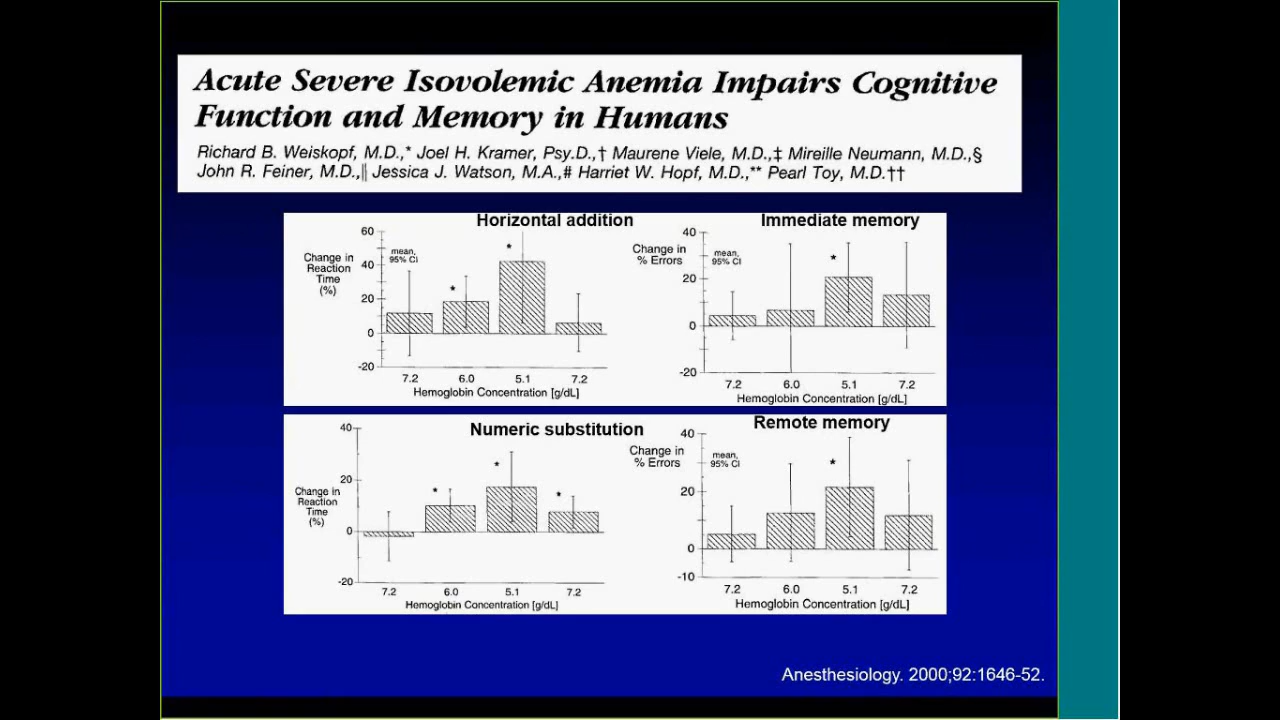 Acute Severe Isovolemic Anemia Impairs Cognitive
Function and Memory in Humans
Richard B. Weiskopf, M.D.,* Joel H. Kramer, Psy.D.,† Maurene Viele, M.D.,‡ Mireille Neumann, M.D.,§
John R. Feiner, M.D.,‖ Jessica J. Watson, M.A.,# Harriet W. Hopf, M.D.,** Pearl Toy, M.D.††
Horizontal addition
Change in
Reaction
Time
(%)
mean,
95% CI
60
40
20
0
-20
*
*
7.2 6.0 5.1 7.2
Hemoglobin Concentration [g/dL]
Immediate memory
Change in
% Errors
mean,
95% CI
40
20
0
-20
*
7.2 6.0 5.1 7.2
Hemoglobin Concentration [g/dL]
Numeric substitution
Change in
Reaction
Time
(%)
40
20
0
-20
*
*
*
7.2 6.0 5.1 7.2
Hemoglobin Concentration [g/dL]
Remote memory
Change in
% Errors
mean,
95% CI
40
20
0
-10
*
7.2 6.0 5.1 7.2
Hemoglobin Concentration [g/dL]
Anesthesiology. 2000;92:1646-52.